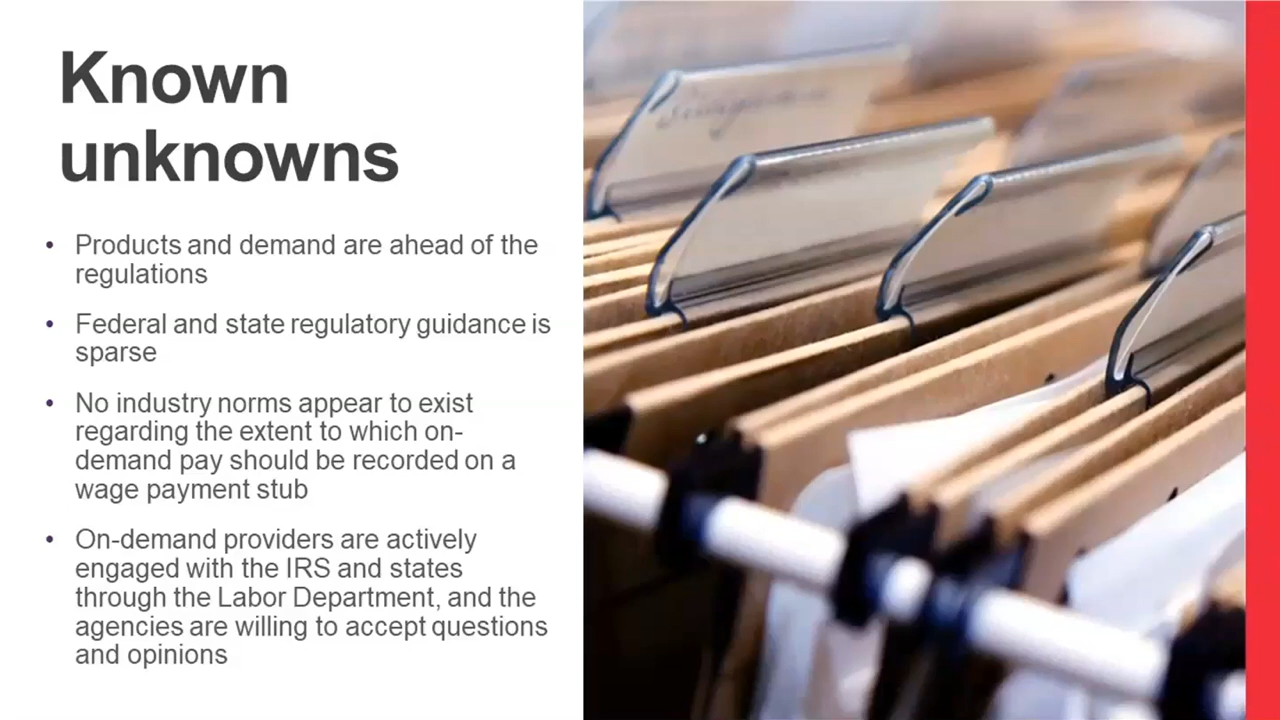 Known
unknowns
• Products and demand are ahead of the
regulations
• Federal and state regulatory guidance is
sparse
• No industry norms appear to exist
regarding the extent to which on-
demand pay should be recorded on a
wage payment stub
• On-demand providers are actively
engaged with the IRS and states
through the Labor Department, and the
agencies are willing to accept questions
and opinions